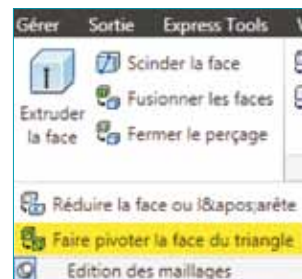 Gérer Sortie Express Tools
Extruder la face
Scinder la face
Fusionner les faces
Fermer le perçage
Réduire la face ou l&apos;arête
Faire pivoter la face du triangle
Edition des maillages